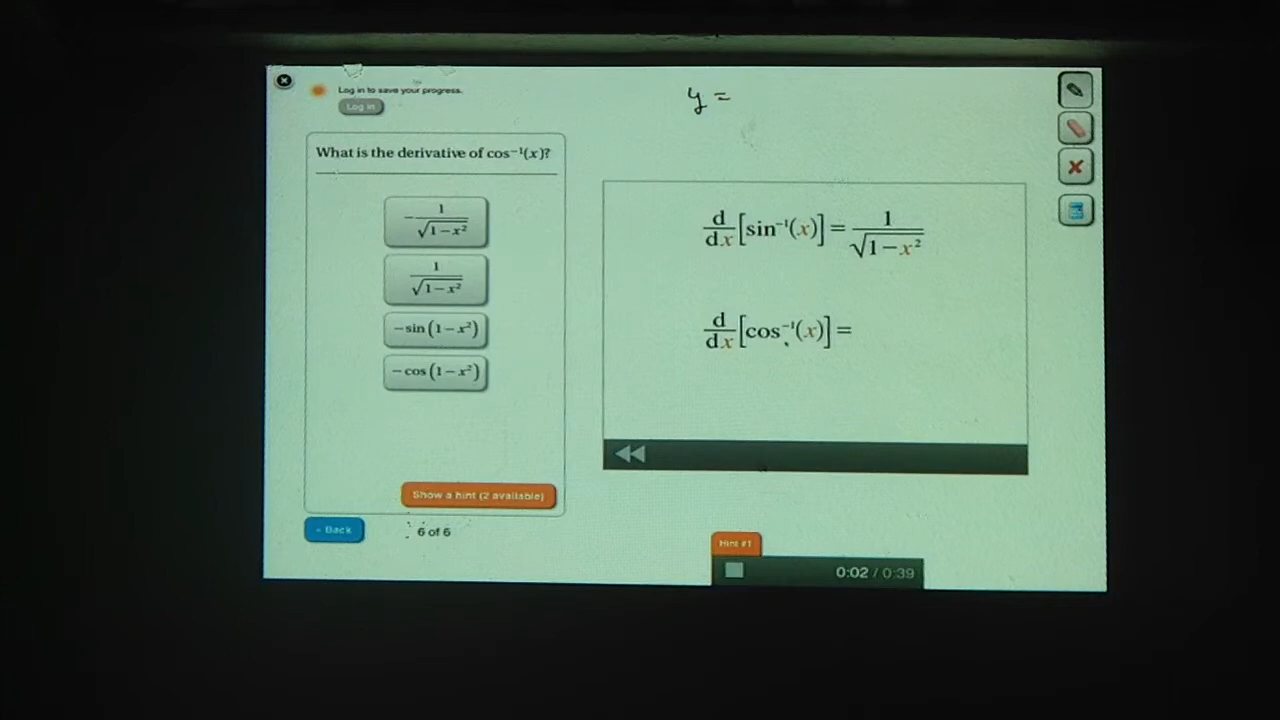 Log in to save your progress.
Log in
y =
What is the derivative of cos⁻¹(x)?
-1/√(1-x²)
1/√(1-x²)
-sin(1-x²)
-cos(1-x²)
d/dx[sin⁻¹(x)] = 1/√(1-x²)
d/dx[cos⁻¹(x)] =
Show a hint (2 available)
Back
6 of 6
Hint #1
0:02 / 0:39